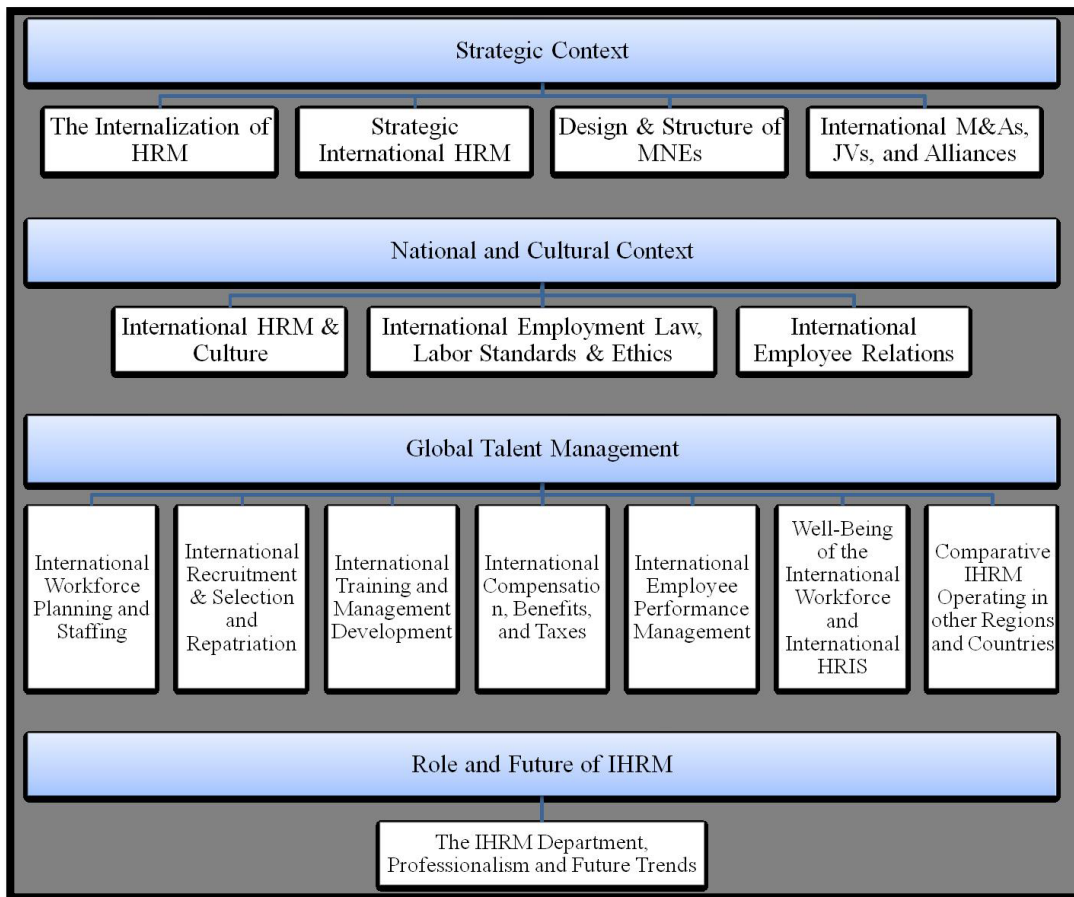 Strategic Context
The Internalization of
HRM
Strategic
International HRM
Design & Structure of
MNEs
International M&As,
JVs, and Alliances
National and Cultural Context
International HRM &
Culture
International Employment Law,
Labor Standards & Ethics
International
Employee Relations
Global Talent Management
International
Workforce
Planning and
Staffing
International
Recruitment
& Selection
and
Repatriation
International
Training and
Management
Development
International
Compensatio
n, Benefits,
and Taxes
International
Employee
Performance
Management
Well-Being
of the
International
Workforce
and
International
HRIS
Comparative
IHRM
Operating in
other Regions
and Countries
Role and Future of IHRM
The IHRM Department,
Professionalism and Future Trends